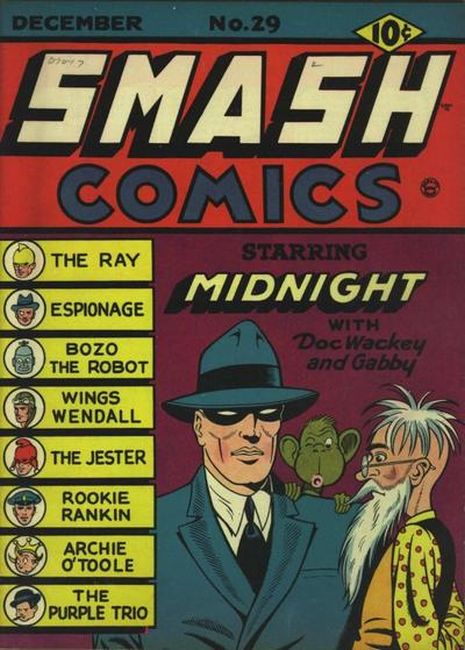 DECEMBER No.29 10¢
SMASH
COMICS
STARRING
MIDNIGHT
WITH
Doc Wackey
and Gabby
THE RAY
ESPIONAGE
BOZO
THE ROBOT
WINGS
WENDALL
THE JESTER
ROOKIE
RANKIN
ARCHIE
O'TOOLE
THE
PURPLE TRIO